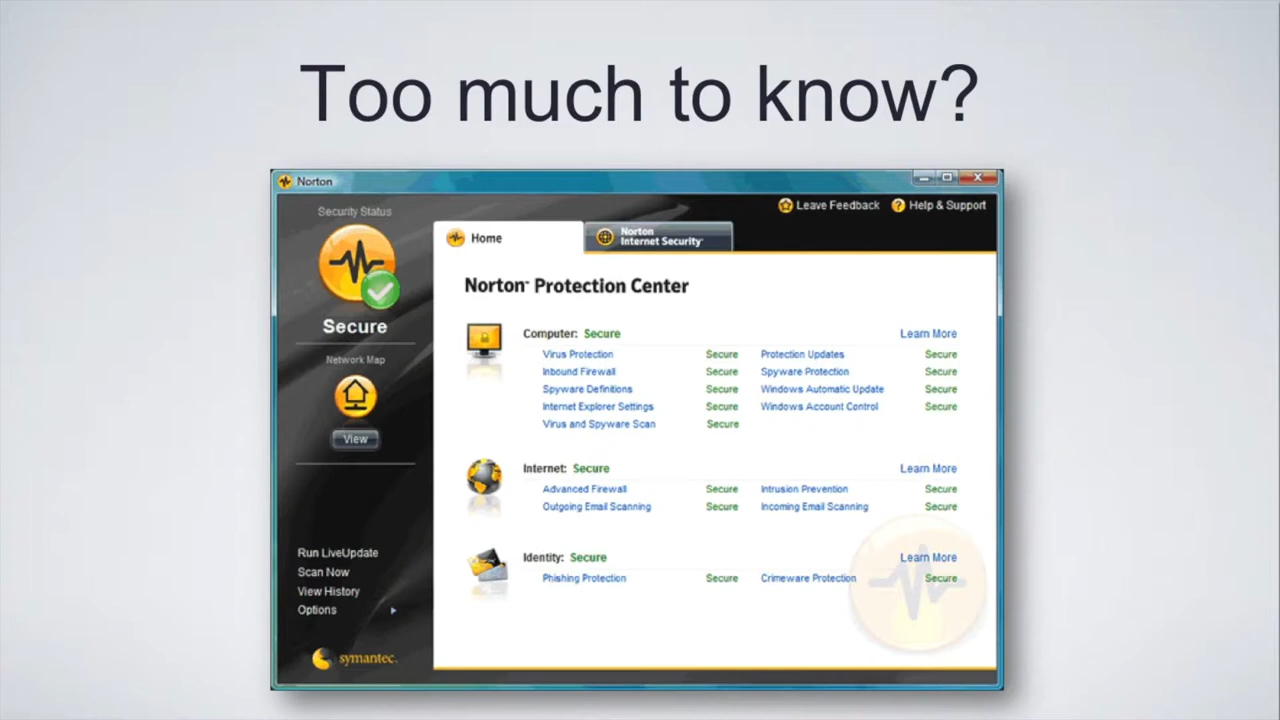 Too much to know?
Norton
Leave Feedback Help & Support
Security Status
Secure
Network Map
View
Run LiveUpdate
Scan Now
View History
Options
symantec.
Home
Norton Internet Security™
Norton™ Protection Center
Computer: Secure Learn More
Virus Protection Secure Protection Updates Secure
Inbound Firewall Secure Spyware Protection Secure
Spyware Definitions Secure Windows Automatic Update Secure
Internet Explorer Settings Secure Windows Account Control Secure
Virus and Spyware Scan Secure
Internet: Secure Learn More
Advanced Firewall Secure Intrusion Prevention Secure
Outgoing Email Scanning Secure Incoming Email Scanning Secure
Identity: Secure Learn More
Phishing Protection Secure Crimeware Protection Secure